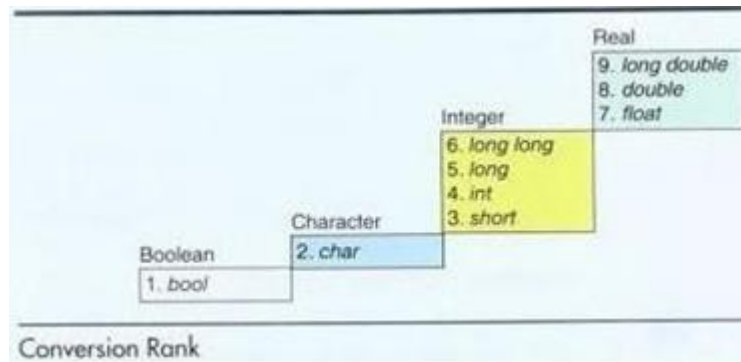 Real
9. long double
8. double
7. float
Integer
6. long long
5. long
4. int
3. short
Character
2. char
Boolean
1. bool
Conversion Rank